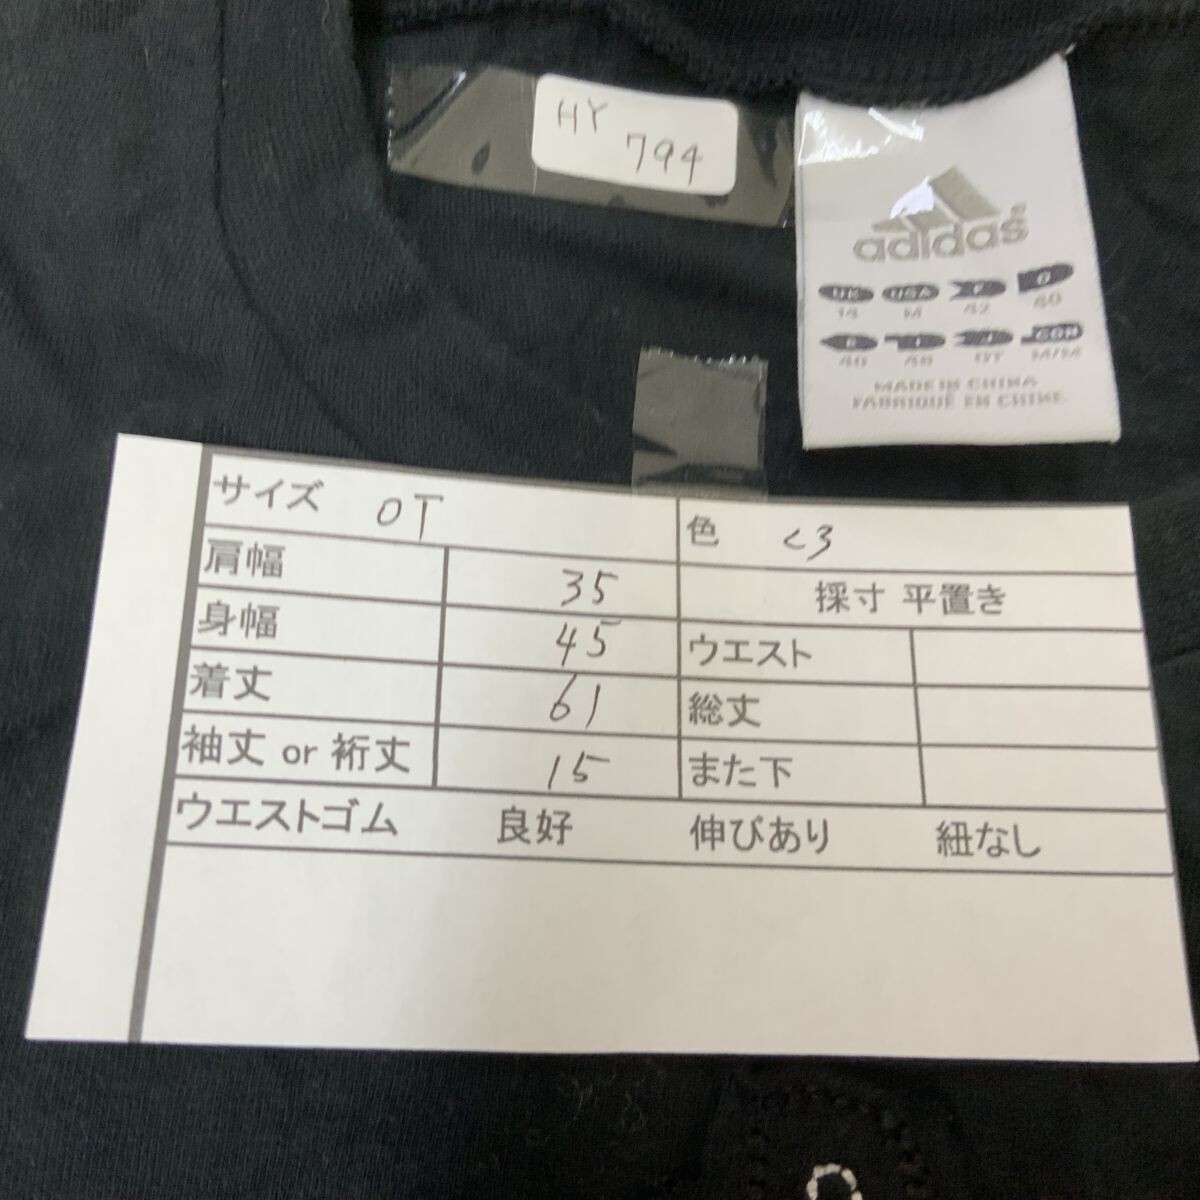 HY
794
adidas
UK USA F D
14 M 42 40
40 46 OT M/M
MADE IN CHINA
FABRIQUÉ EN CHINE
サイズ OT
色 くろ
肩幅 35
採寸 平置き
身幅 45
ウエスト
着丈 61
総丈
袖丈 or 裄丈 15
また下
ウエストゴム 良好 伸びあり 紐なし